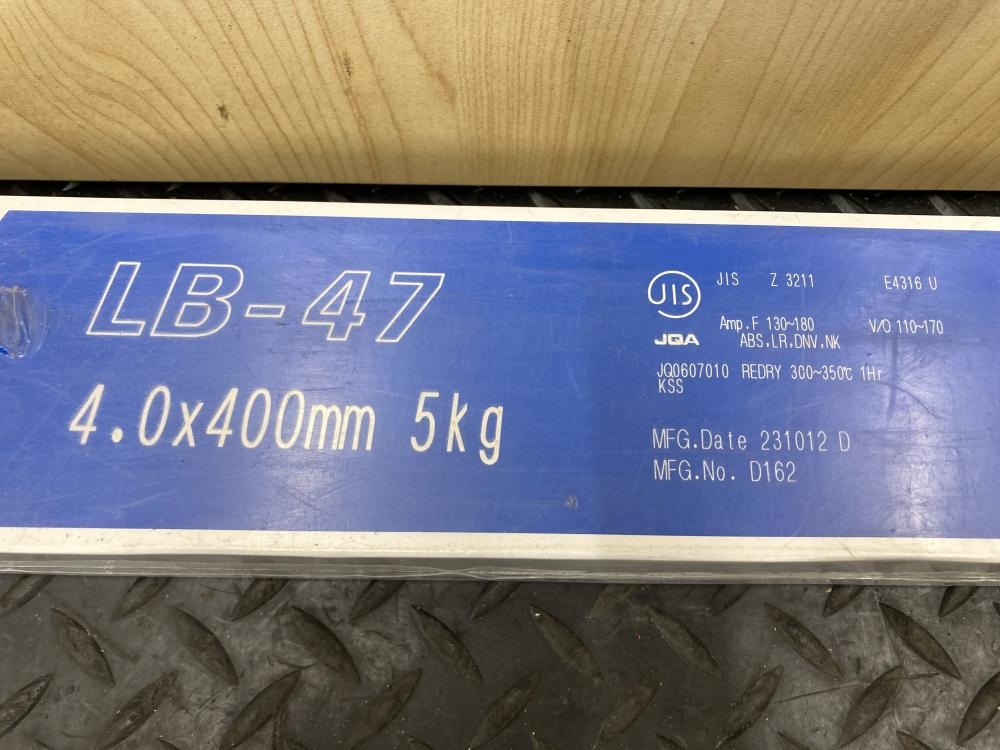 LB-47
4.0x400mm 5kg
JIS
JQA
JIS Z 3211 E4316 U
Amp.F 130~180 V/O 110~170
ABS,LR,DNV,NK
JQ0607010 REDRY 300~350℃ 1Hr
KSS
MFG.Date 231012 D
MFG.No. D162